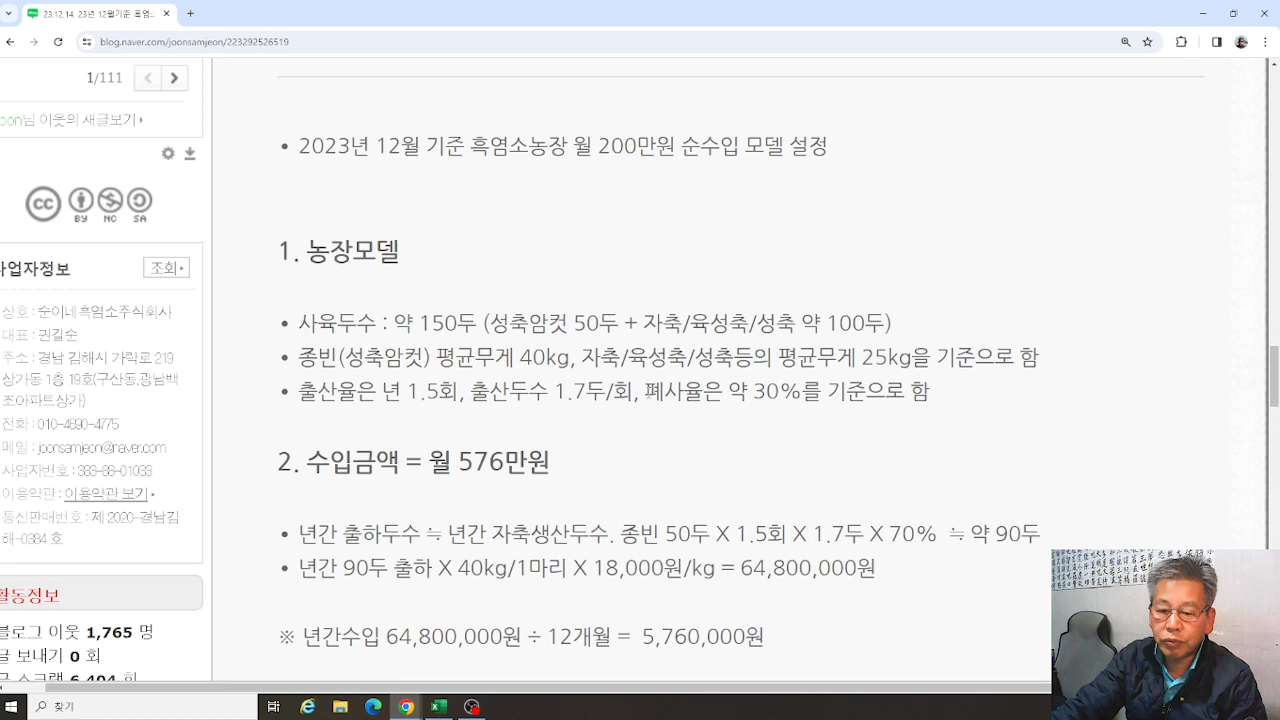 23.12.14. 23년 12월기준 흑염소
blog.naver.com/joonsamjeon/223292526519
1/111
님 이웃의 새글보기
cc
BY NC SA
사업자정보
조회
상호 : 순이네흑염소주식회사
대표 : 권길순
주소 : 경남 김해시 가락로 219
상가동 1층 19호(구산동,광남백
조아파트상가)
전화 : 010-4690-4775
메일 : joonsamjeon@naver.com
사업자번호 : 383-88-01033
이용약관 : 이용약관 보기
통신판매번호 : 제 2020-경남김
해-0384 호
활동정보
블로그 이웃 1,765 명
글 보내기 0 회
글 스크랩 6,404 회
• 2023년 12월 기준 흑염소농장 월 200만원 순수입 모델 설정
1. 농장모델
• 사육두수 : 약 150두 (성축암컷 50두 + 자축/육성축/성축 약 100두)
• 종빈(성축암컷) 평균무게 40kg, 자축/육성축/성축등의 평균무게 25kg을 기준으로 함
• 출산율은 년 1.5회, 출산두수 1.7두/회, 폐사율은 약 30%를 기준으로 함
2. 수입금액 = 월 576만원
• 년간 출하두수 ≒ 년간 자축생산두수. 종빈 50두 X 1.5회 X 1.7두 X 70% ≒ 약 90두
• 년간 90두 출하 X 40kg/1마리 X 18,000원/kg = 64,800,000원
※ 년간수입 64,800,000원 ÷ 12개월 = 5,760,000원
찾기